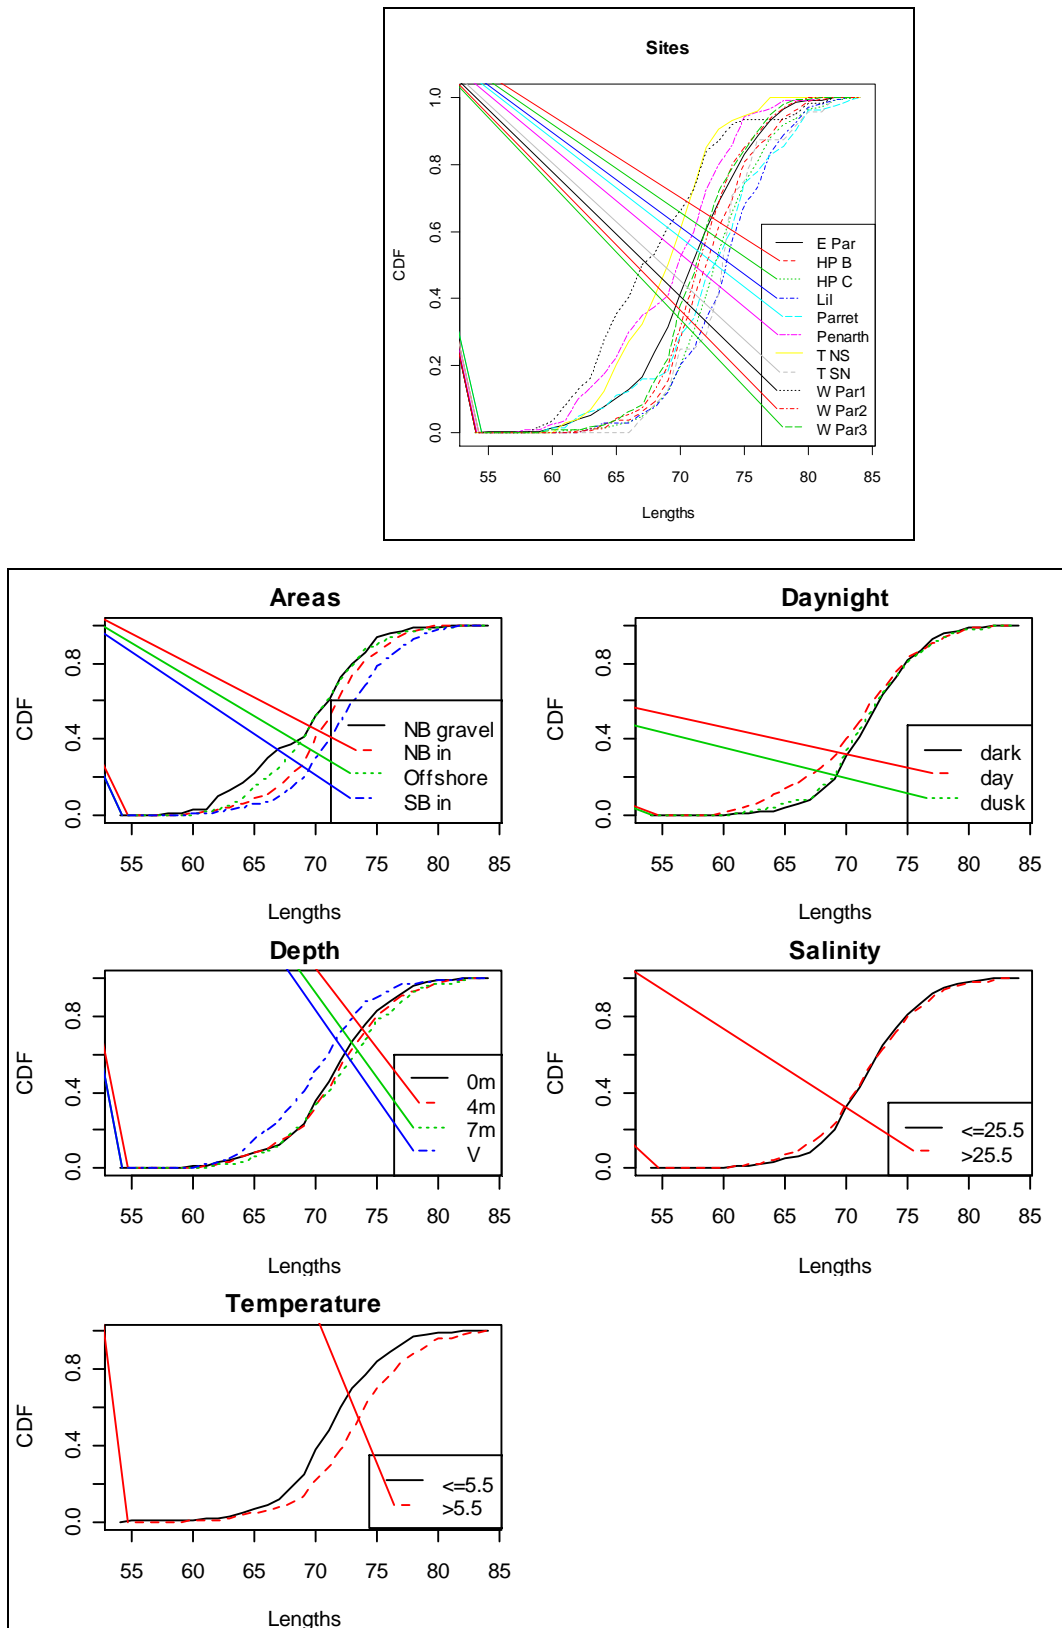 Sites
CDF
1.0
0.8
0.6
0.4
0.2
0.0
E Par
HP B
HP C
Lil
Parret
Penarth
T NS
T SN
W Par1
W Par2
W Par3
55 60 65 70 75 80 85
Lengths
Areas
CDF
0.8
0.4
0.0
NB gravel
NB in
Offshore
SB in
55 60 65 70 75 80 85
Lengths
Daynight
CDF
0.8
0.4
0.0
dark
day
dusk
55 60 65 70 75 80 85
Lengths
Depth
CDF
0.8
0.4
0.0
0m
4m
7m
V
55 60 65 70 75 80 85
Lengths
Salinity
CDF
0.8
0.4
0.0
<=25.5
>25.5
55 60 65 70 75 80 85
Lengths
Temperature
CDF
0.8
0.4
0.0
<=5.5
>5.5
55 60 65 70 75 80 85
Lengths